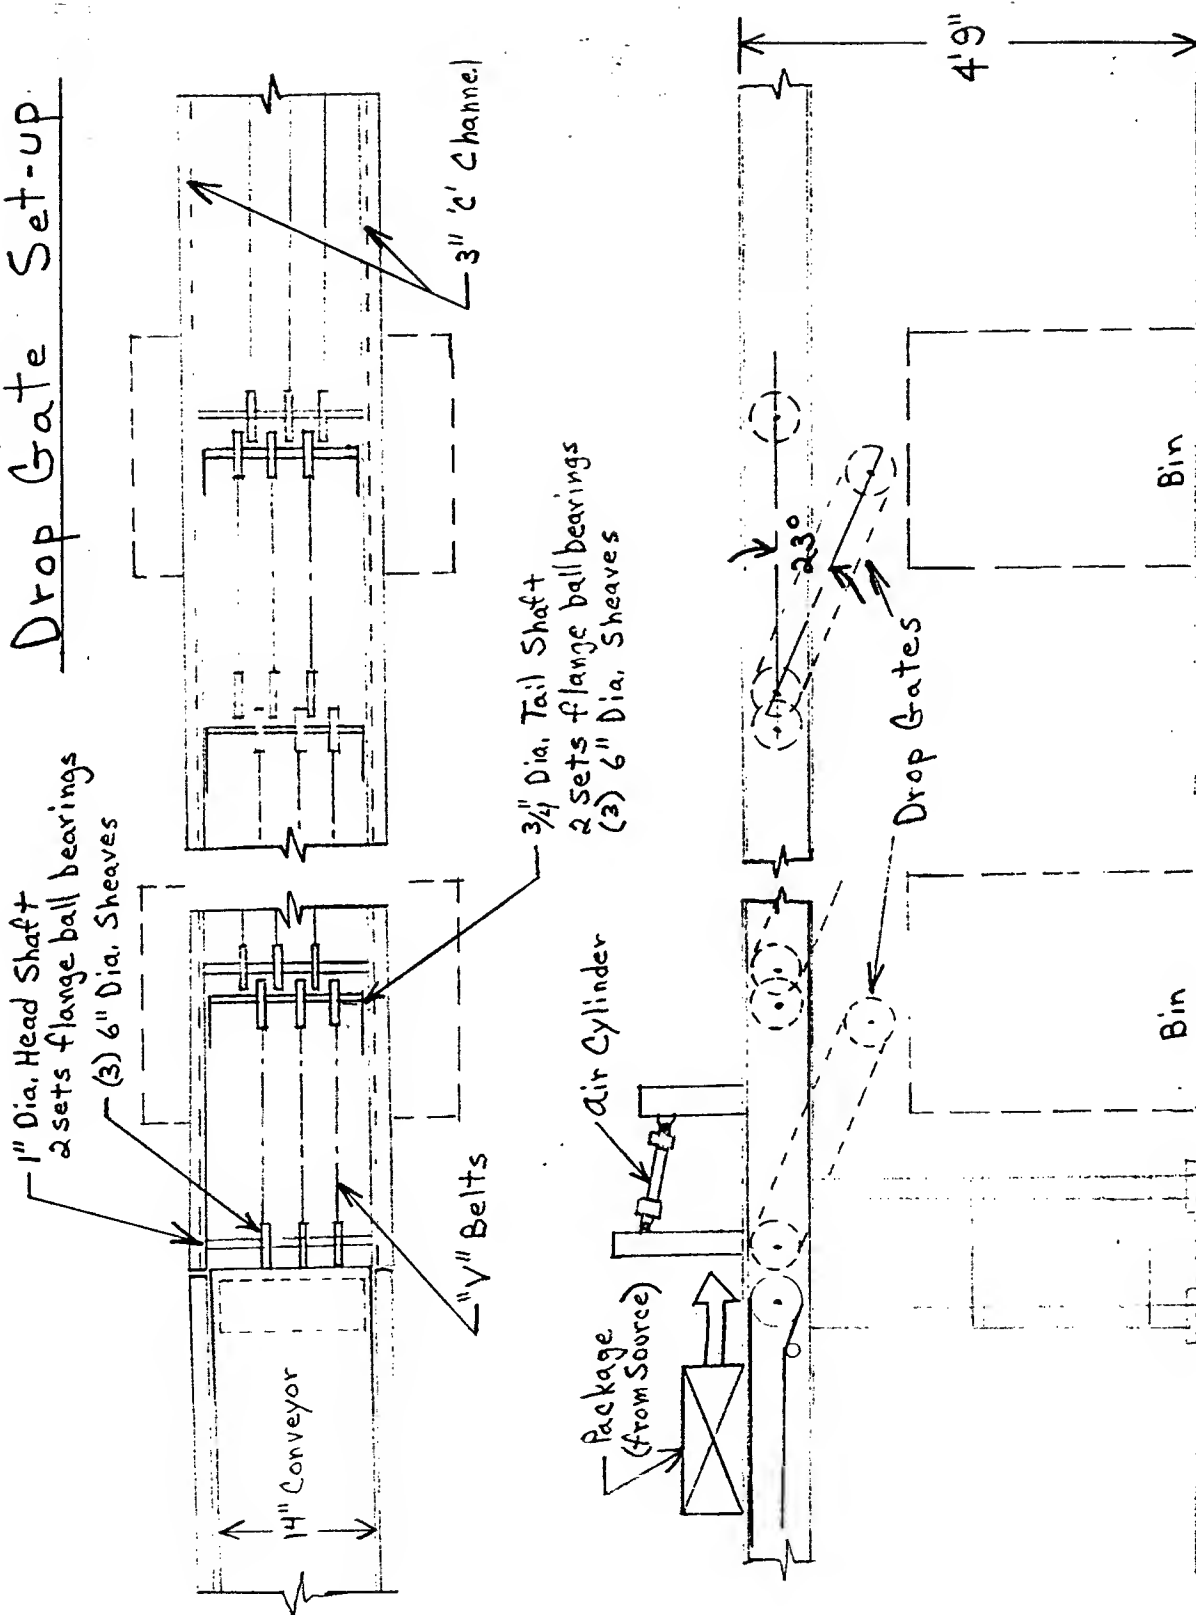 Drop Gate Set-up
1" Dia. Head Shaft
2 sets flange ball bearings
(3) 6" Dia. Sheaves
3" 'C' Channel
14" Conveyor
"V" Belts
3/4" Dia. Tail Shaft
2 sets flange ball bearings
(3) 6" Dia. Sheaves
Package
(from Source)
Air Cylinder
23°
Drop Gates
4'9"
Bin
Bin